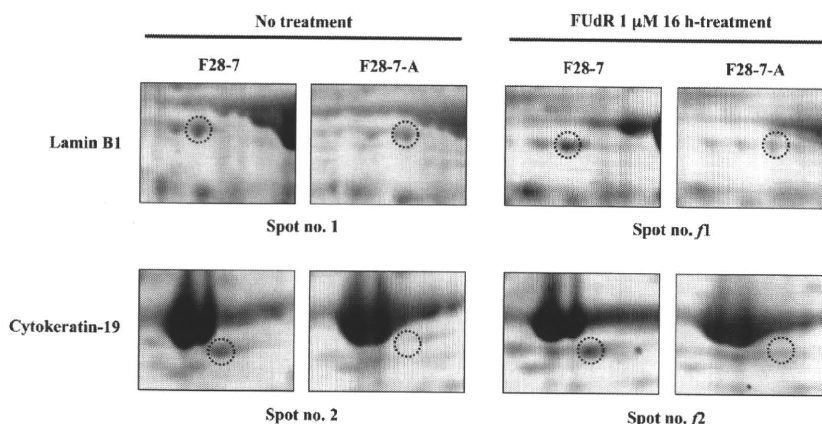 No treatment
FUdR 1 µM 16 h-treatment
F28-7
F28-7-A
F28-7
F28-7-A
Lamin B1
Spot no. 1
Spot no. f1
Cytokeratin-19
Spot no. 2
Spot no. f2